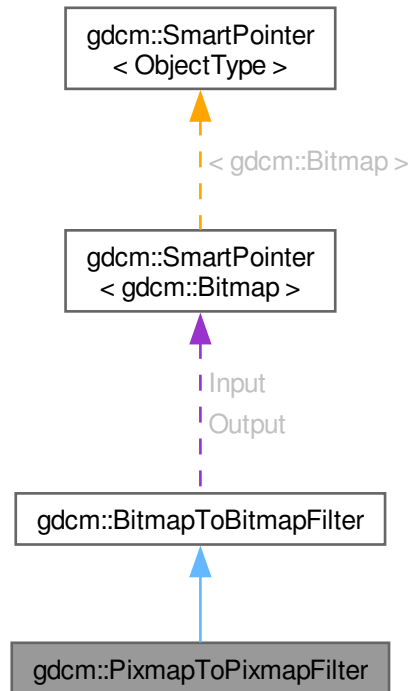 gdcm::SmartPointer
< ObjectType >
< gdcm::Bitmap >
gdcm::SmartPointer
< gdcm::Bitmap >
Input
Output
gdcm::BitmapToBitmapFilter
gdcm::PixmapToPixmapFilter